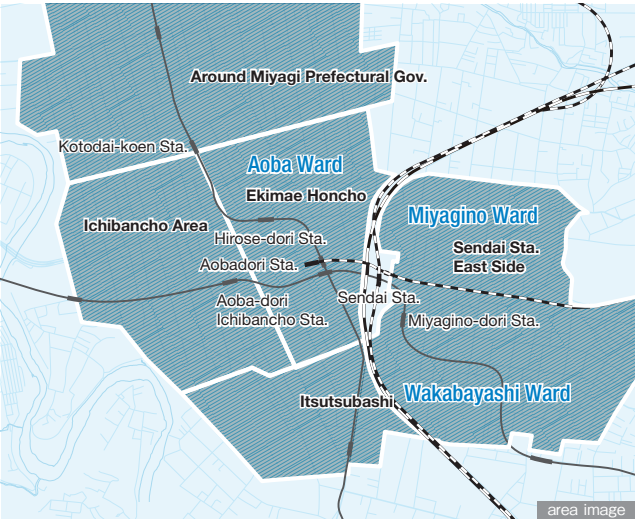 Around Miyagi Prefectural Gov.
Kotodai-koen Sta.
Aoba Ward
Ekimae Honcho
Ichibancho Area
Miyagino Ward
Hirose-dori Sta.
Sendai Sta.
East Side
Aobadori Sta.
Aoba-dori
Ichibancho Sta.
Sendai Sta.
Miyagino-dori Sta.
Itsutsubashi
Wakabayashi Ward
area image